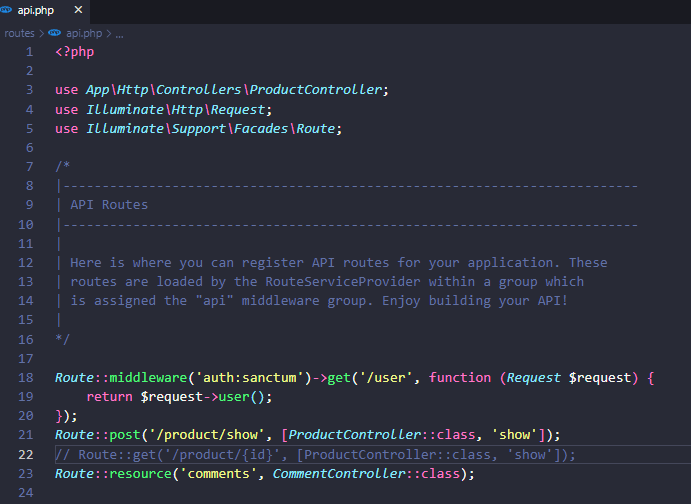 api.php ×
routes > api.php > ...
1 <?php
2
3 use App\Http\Controllers\ProductController;
4 use Illuminate\Http\Request;
5 use Illuminate\Support\Facades\Route;
6
7 /*
8 |--------------------------------------------------------------------------
9 | API Routes
10 |--------------------------------------------------------------------------
11 |
12 | Here is where you can register API routes for your application. These
13 | routes are loaded by the RouteServiceProvider within a group which
14 | is assigned the "api" middleware group. Enjoy building your API!
15 |
16 */
17
18 Route::middleware('auth:sanctum')->get('/user', function (Request $request) {
19     return $request->user();
20 });
21 Route::post('/product/show', [ProductController::class, 'show']);
22 // Route::get('/product/{id}', [ProductController::class, 'show']);
23 Route::resource('comments', CommentController::class);
24